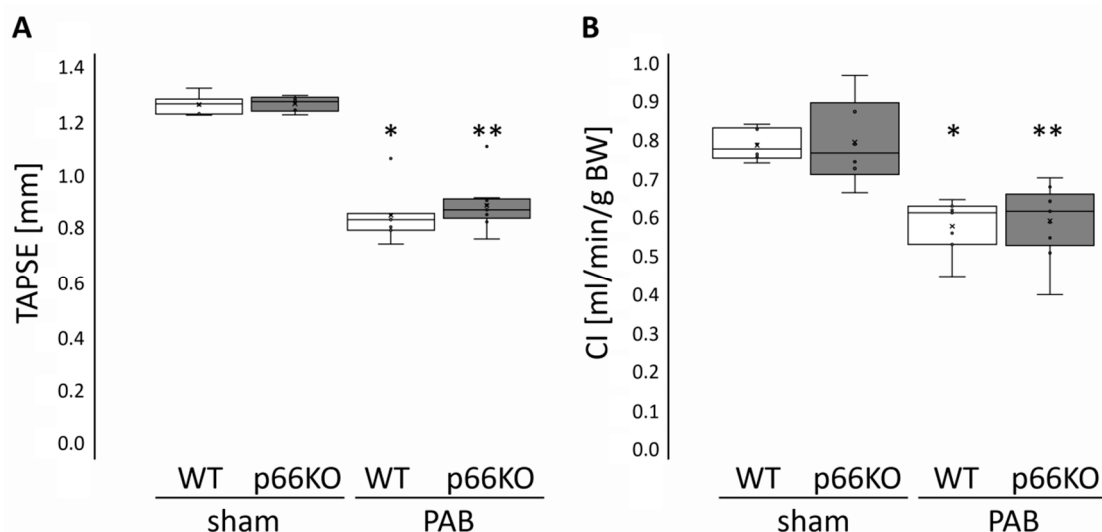 A
TAPSE [mm]
1.4
1.2
1.0
0.8
0.6
0.4
0.2
0.0
*
**
WT p66KO WT p66KO
sham PAB
B
CI [ml/min/g BW]
1.0
0.9
0.8
0.7
0.6
0.5
0.4
0.3
0.2
0.1
0.0
*
**
WT p66KO WT p66KO
sham PAB